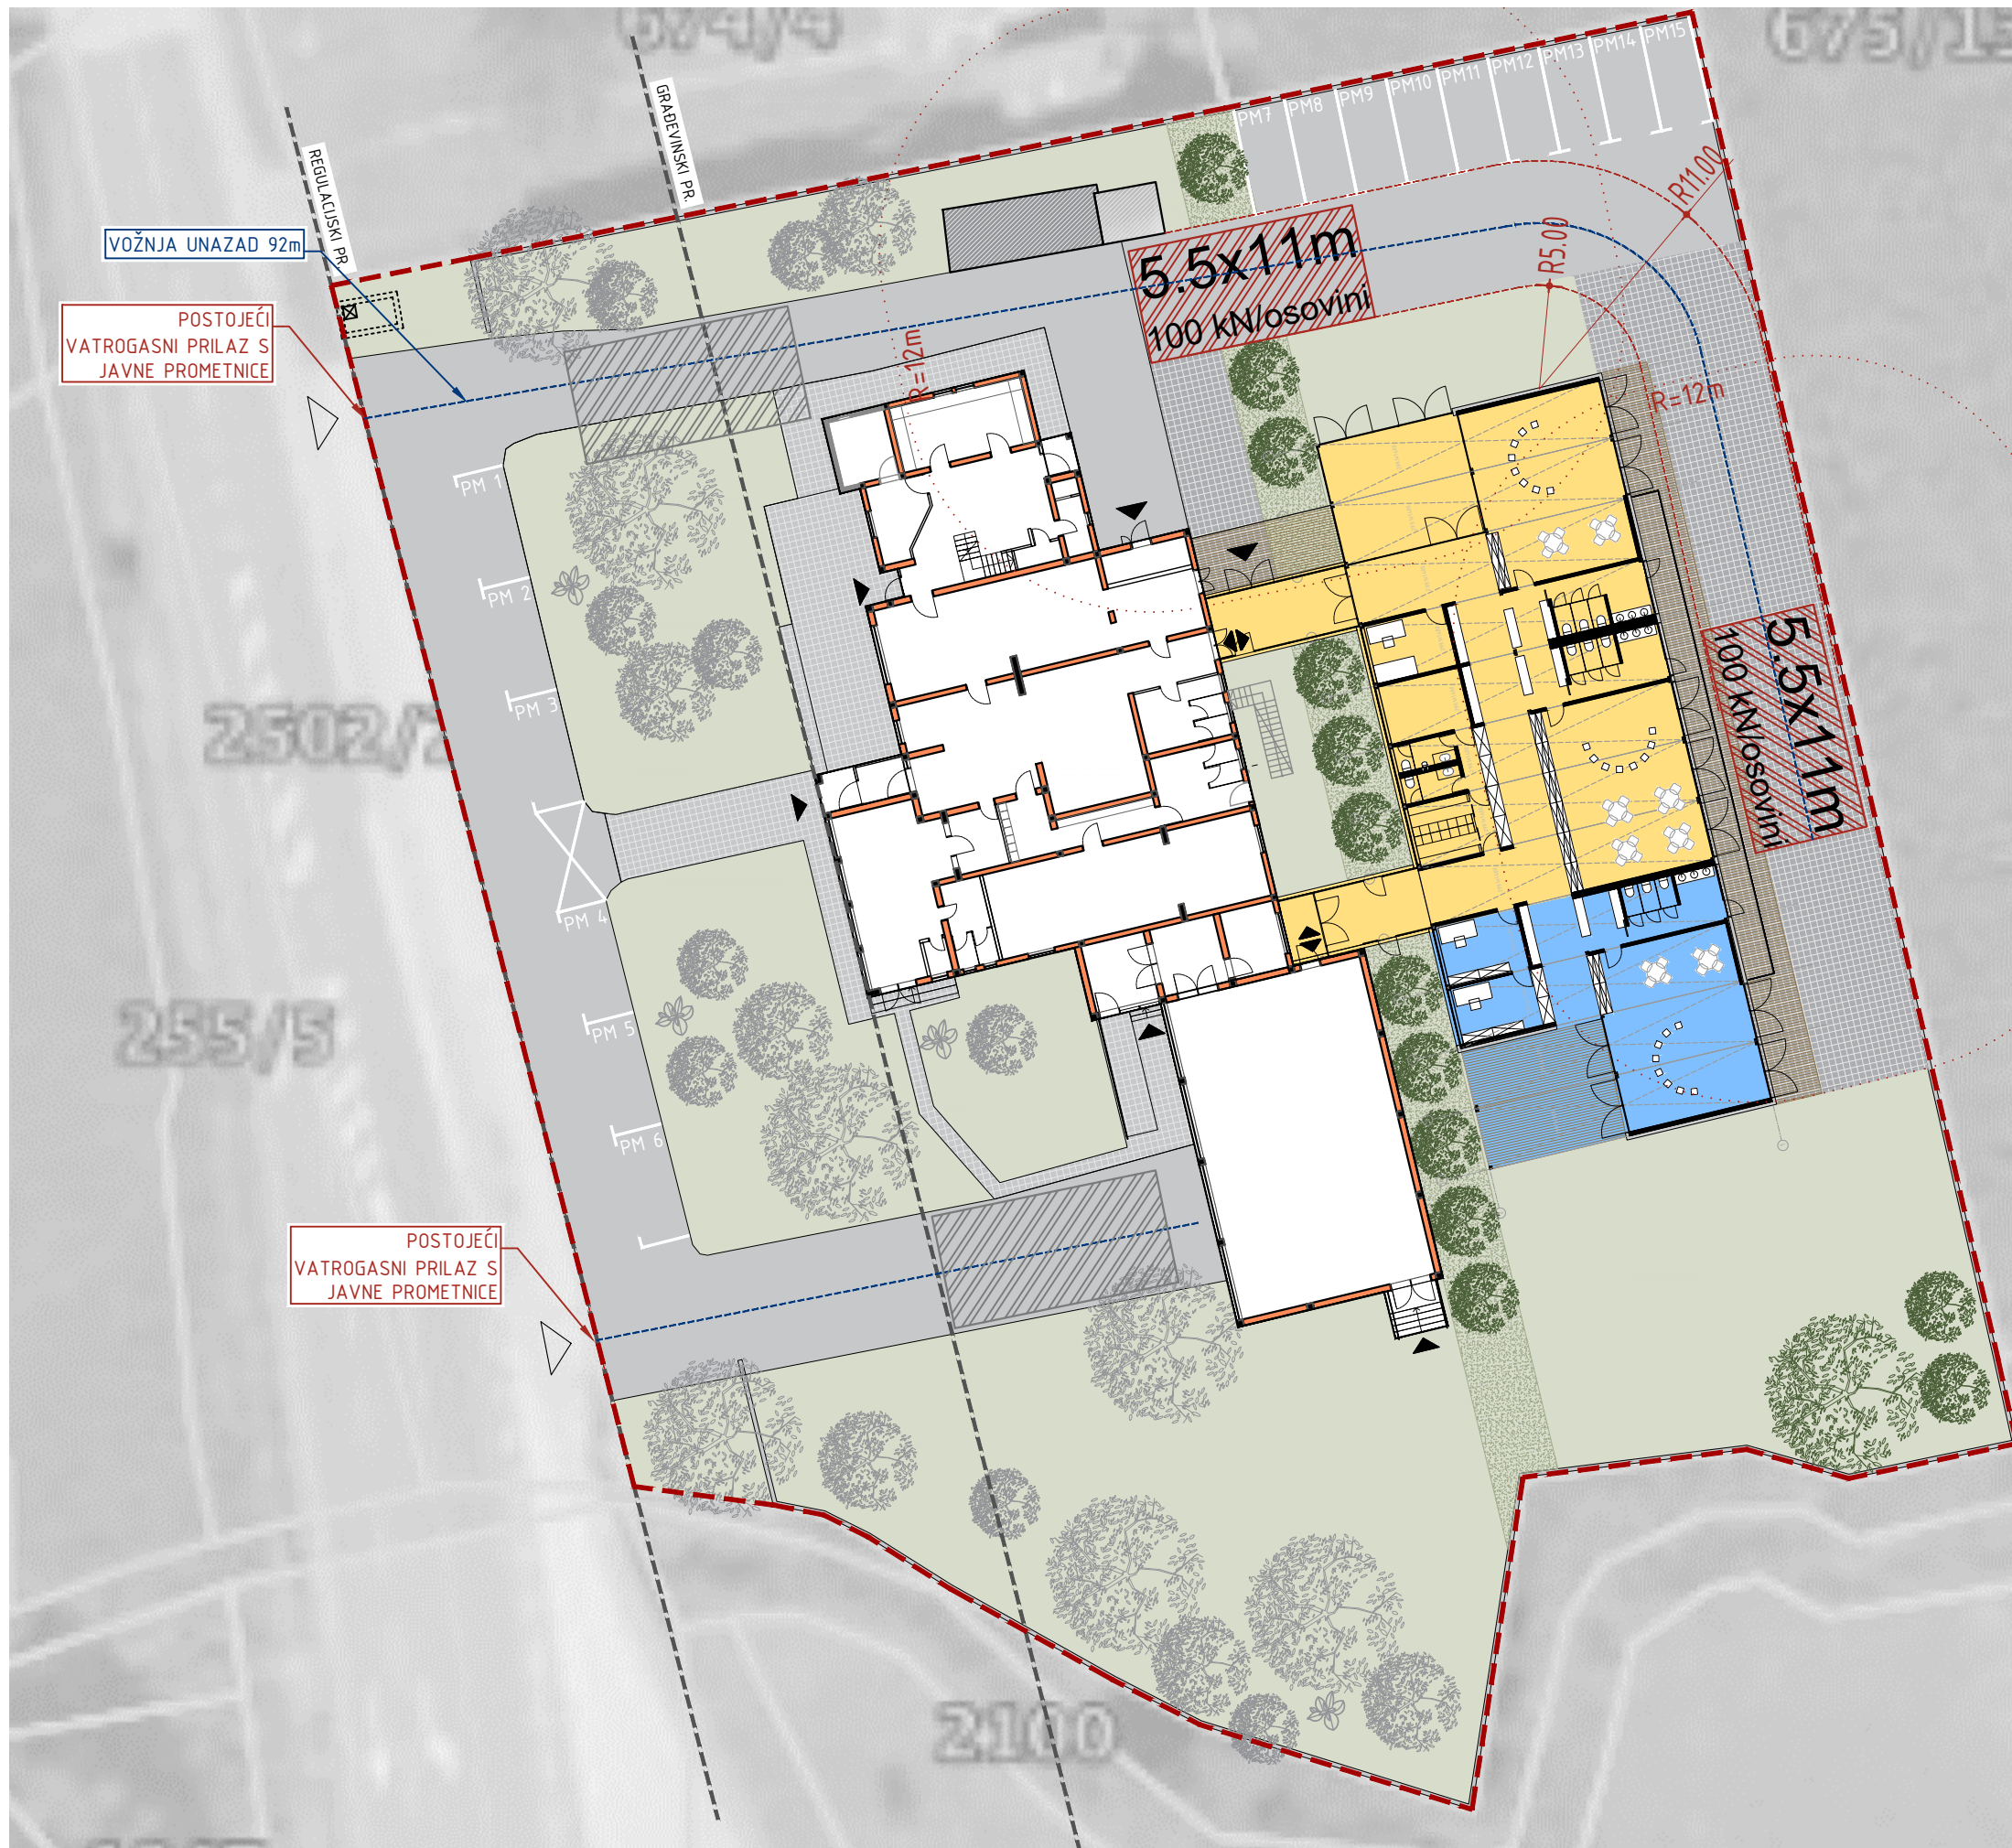 674/4
675/13
REGULACIJSKI PR
GRAĐEVINSKI PR.
PM7
PM8
PM9
PM10
PM11
PM12
PM13
PM14
PM15
VOŽNJA UNAZAD 92m
POSTOJEĆI
VATROGASNI PRILAZ S
JAVNE PROMETNICE
5.5x11m
100 kN/osovini
R5.00
R11.00
R=12m
R=12m
PM 1
PM 2
PM 3
PM 4
PM 5
PM 6
5.5x11m
100 kN/osovini
2502/2
255/5
POSTOJEĆI
VATROGASNI PRILAZ S
JAVNE PROMETNICE
2100